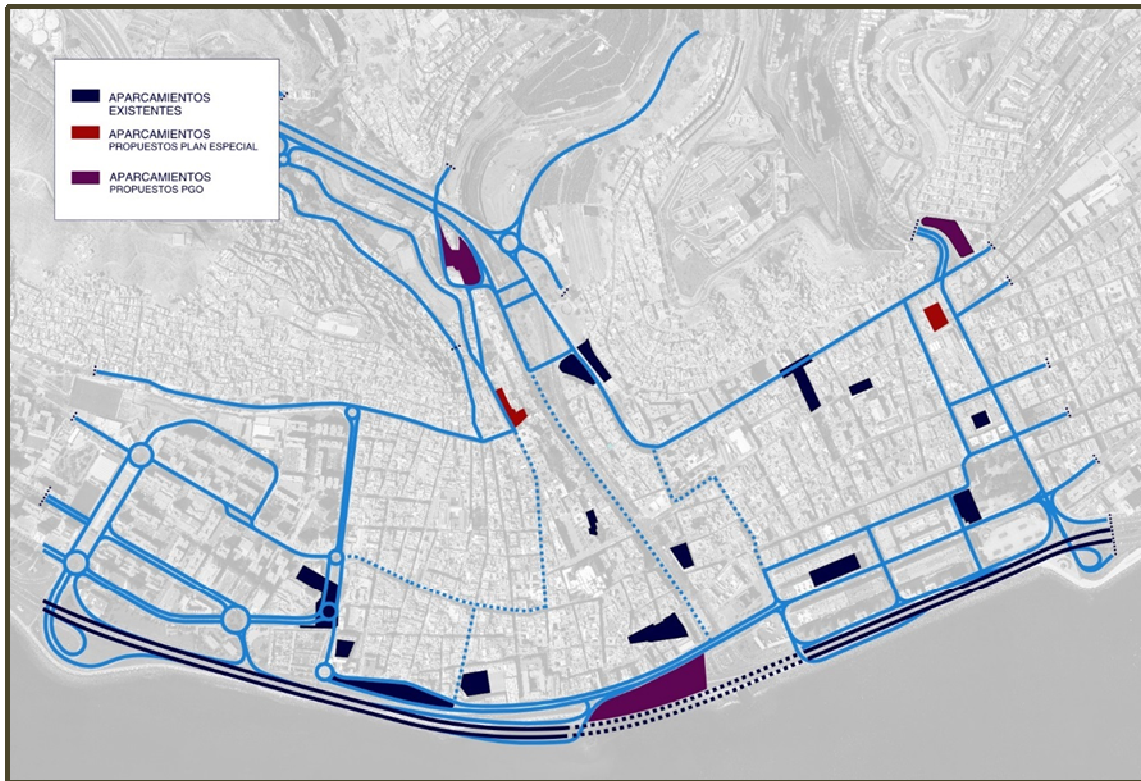 APARCAMIENTOS
EXISTENTES
APARCAMIENTOS
PROPUESTOS PLAN ESPECIAL
APARCAMIENTOS
PROPUESTOS PGO